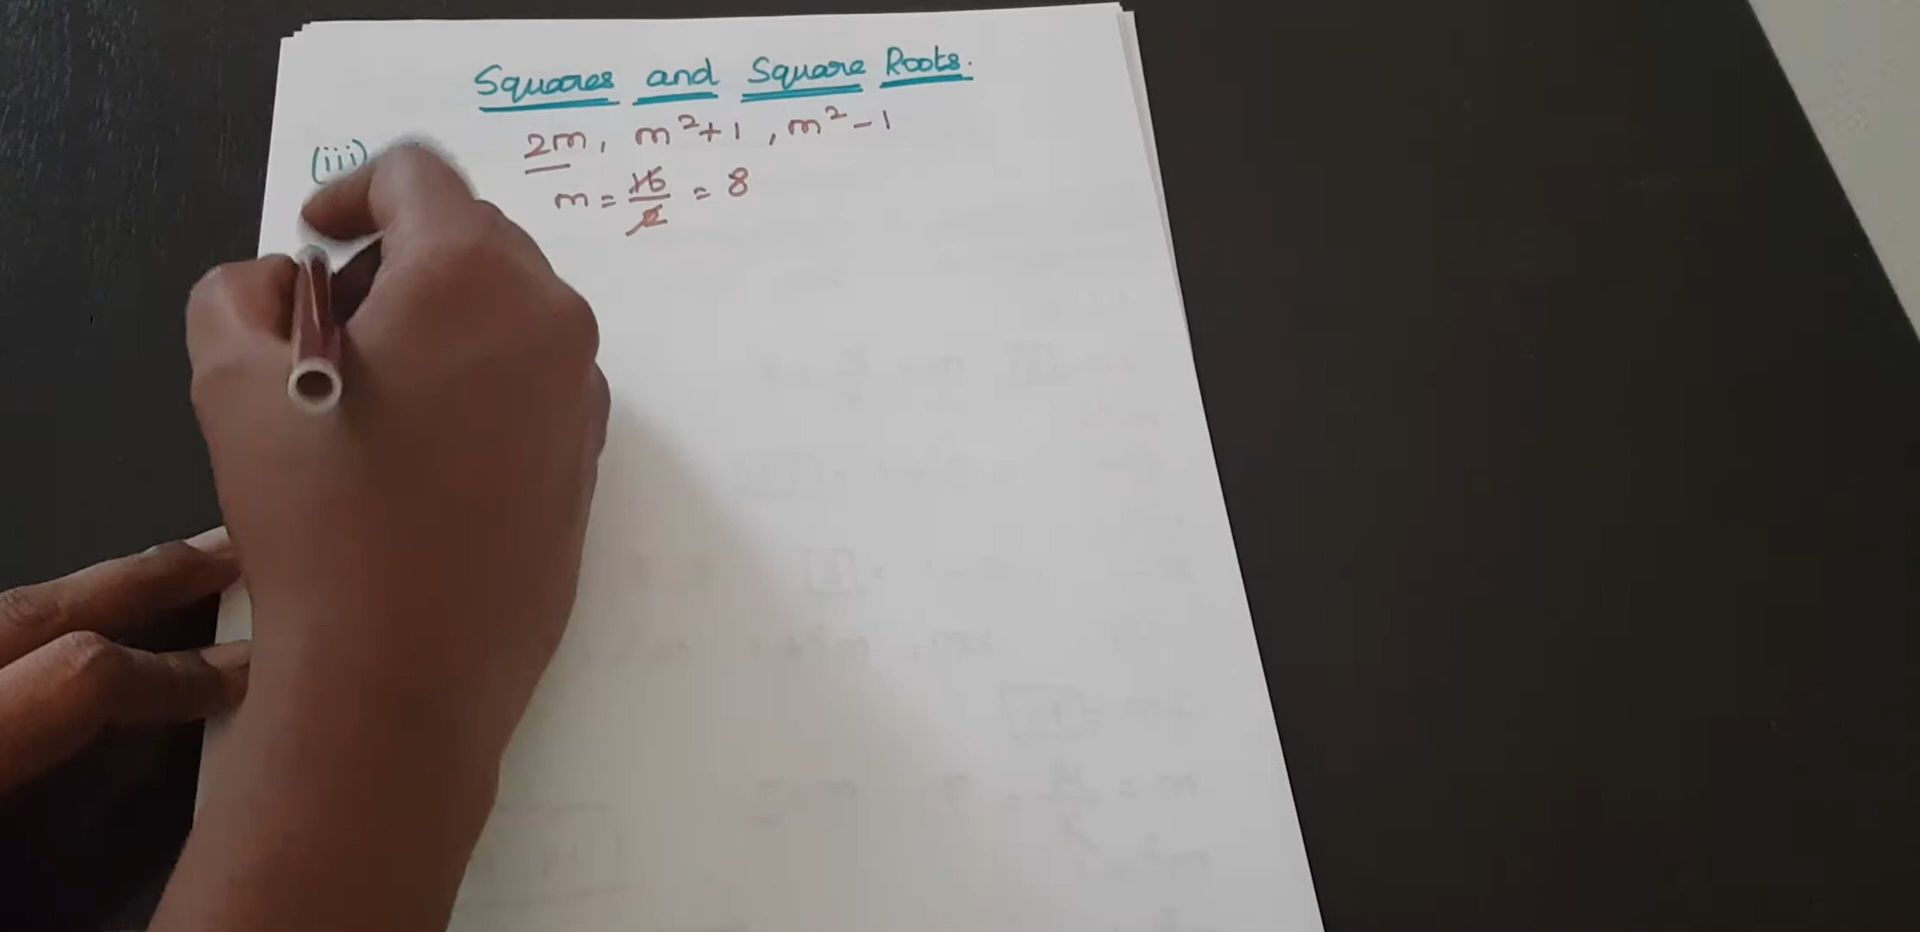 Squares and Square Roots.
(iii) 2m, m²+1, m²-1
m = 16/2 = 8